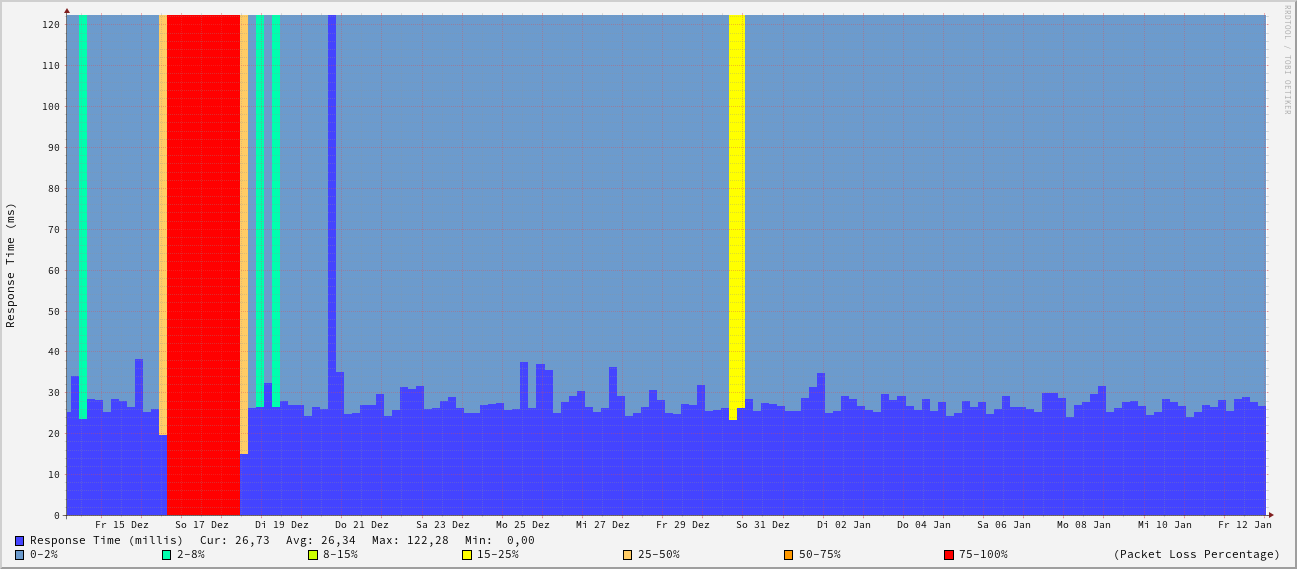 RRDTOOL / TOBI OETIKER
Response Time (ms)
120
110
100
90
80
70
60
50
40
30
20
10
0
Fr 15 Dez So 17 Dez Di 19 Dez Do 21 Dez Sa 23 Dez Mo 25 Dez Mi 27 Dez Fr 29 Dez So 31 Dez Di 02 Jan Do 04 Jan Sa 06 Jan Mo 08 Jan Mi 10 Jan Fr 12 Jan
Response Time (millis) Cur: 26,73 Avg: 26,34 Max: 122,28 Min: 0,00
0-2% 2-8% 8-15% 15-25% 25-50% 50-75% 75-100% (Packet Loss Percentage)